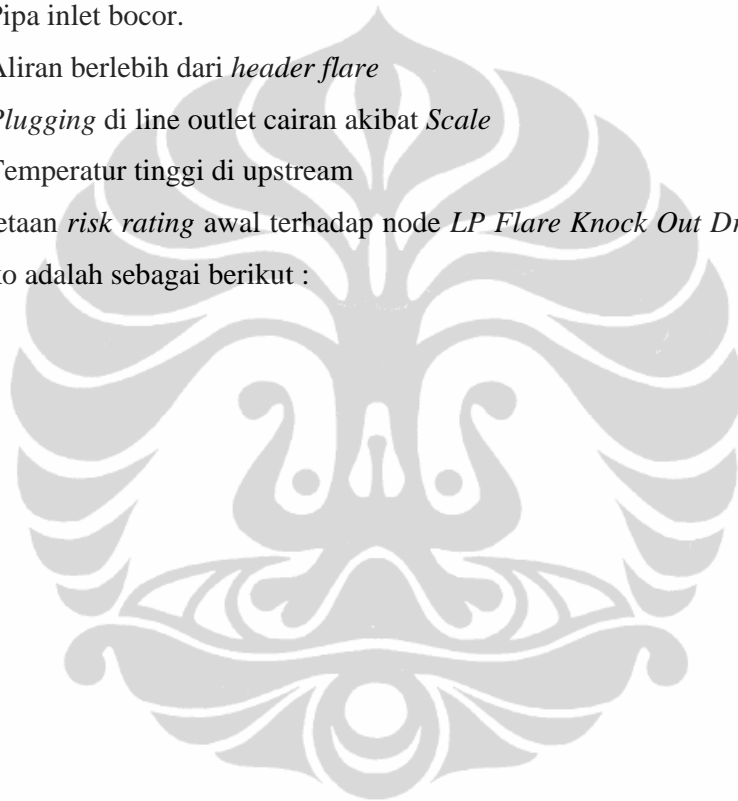 Pipa inlet bocor.
Aliran berlebih dari header flare
Plugging di line outlet cairan akibat Scale
Temperatur tinggi di upstream
etaan risk rating awal terhadap node LP Flare Knock Out Dr
ko adalah sebagai berikut :